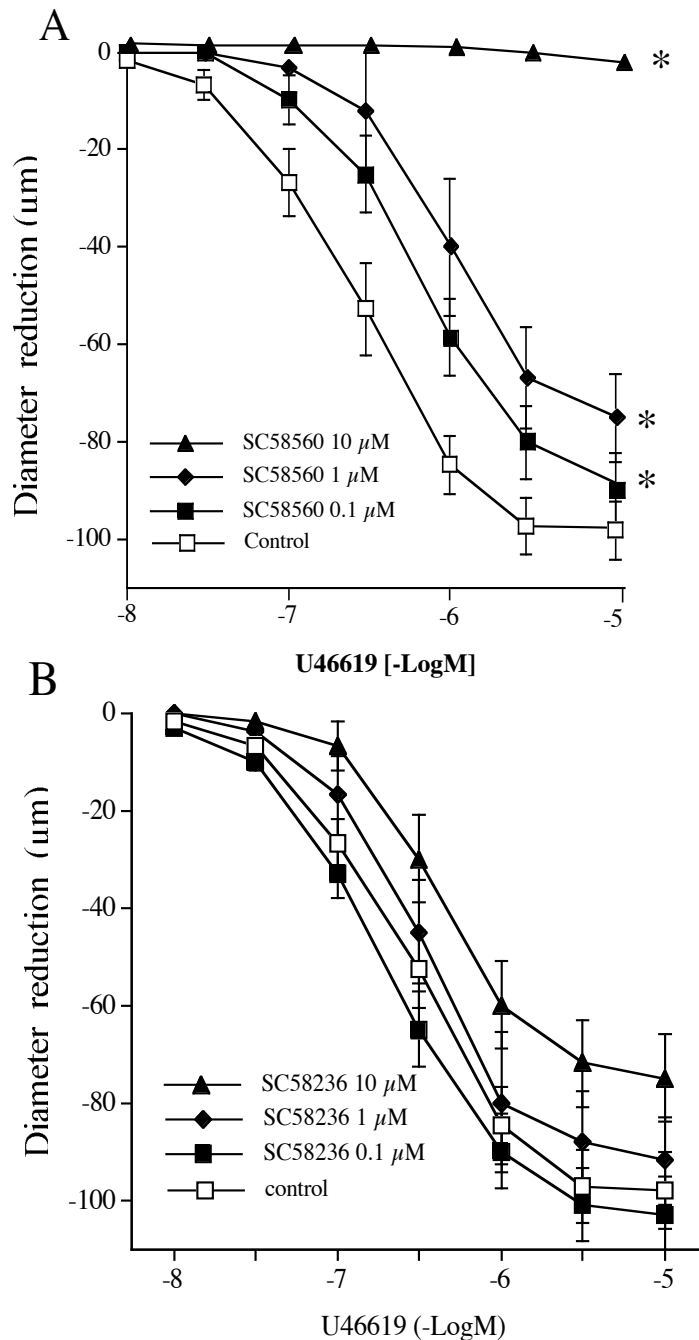 A
0
-20
-40
-60
-80
-100
Diameter reduction (µm)
*
*
*
SC58560 10 µM
SC58560 1 µM
SC58560 0.1 µM
Control
-8
-7
-6
-5
U46619 [-LogM]
B
0
-20
-40
-60
-80
-100
Diameter reduction (µm)
SC58236 10 µM
SC58236 1 µM
SC58236 0.1 µM
control
-8
-7
-6
-5
U46619 (-LogM)